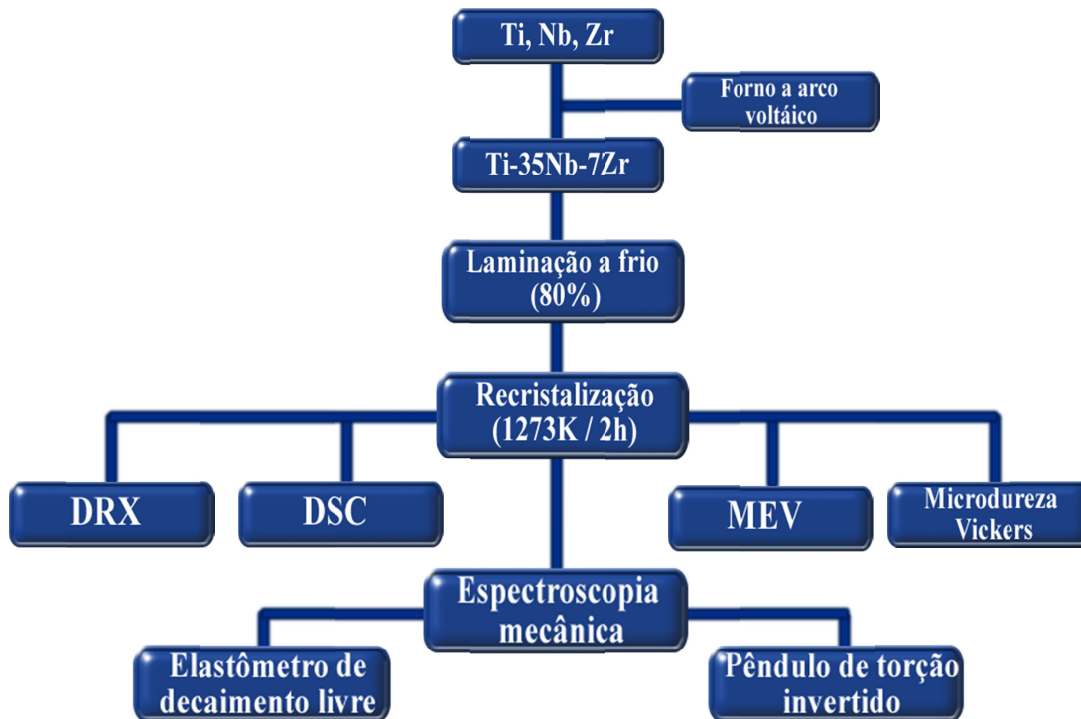 Ti, Nb, Zr
Forno a arco
voltáico
Ti-35Nb-7Zr
Laminação a frio
(80%)
Recristalização
(1273K / 2h)
DRX
DSC
MEV
Microdureza
Vickers
Espectroscopia
mecânica
Elastômetro de
decaimento livre
Pêndulo de torção
invertido